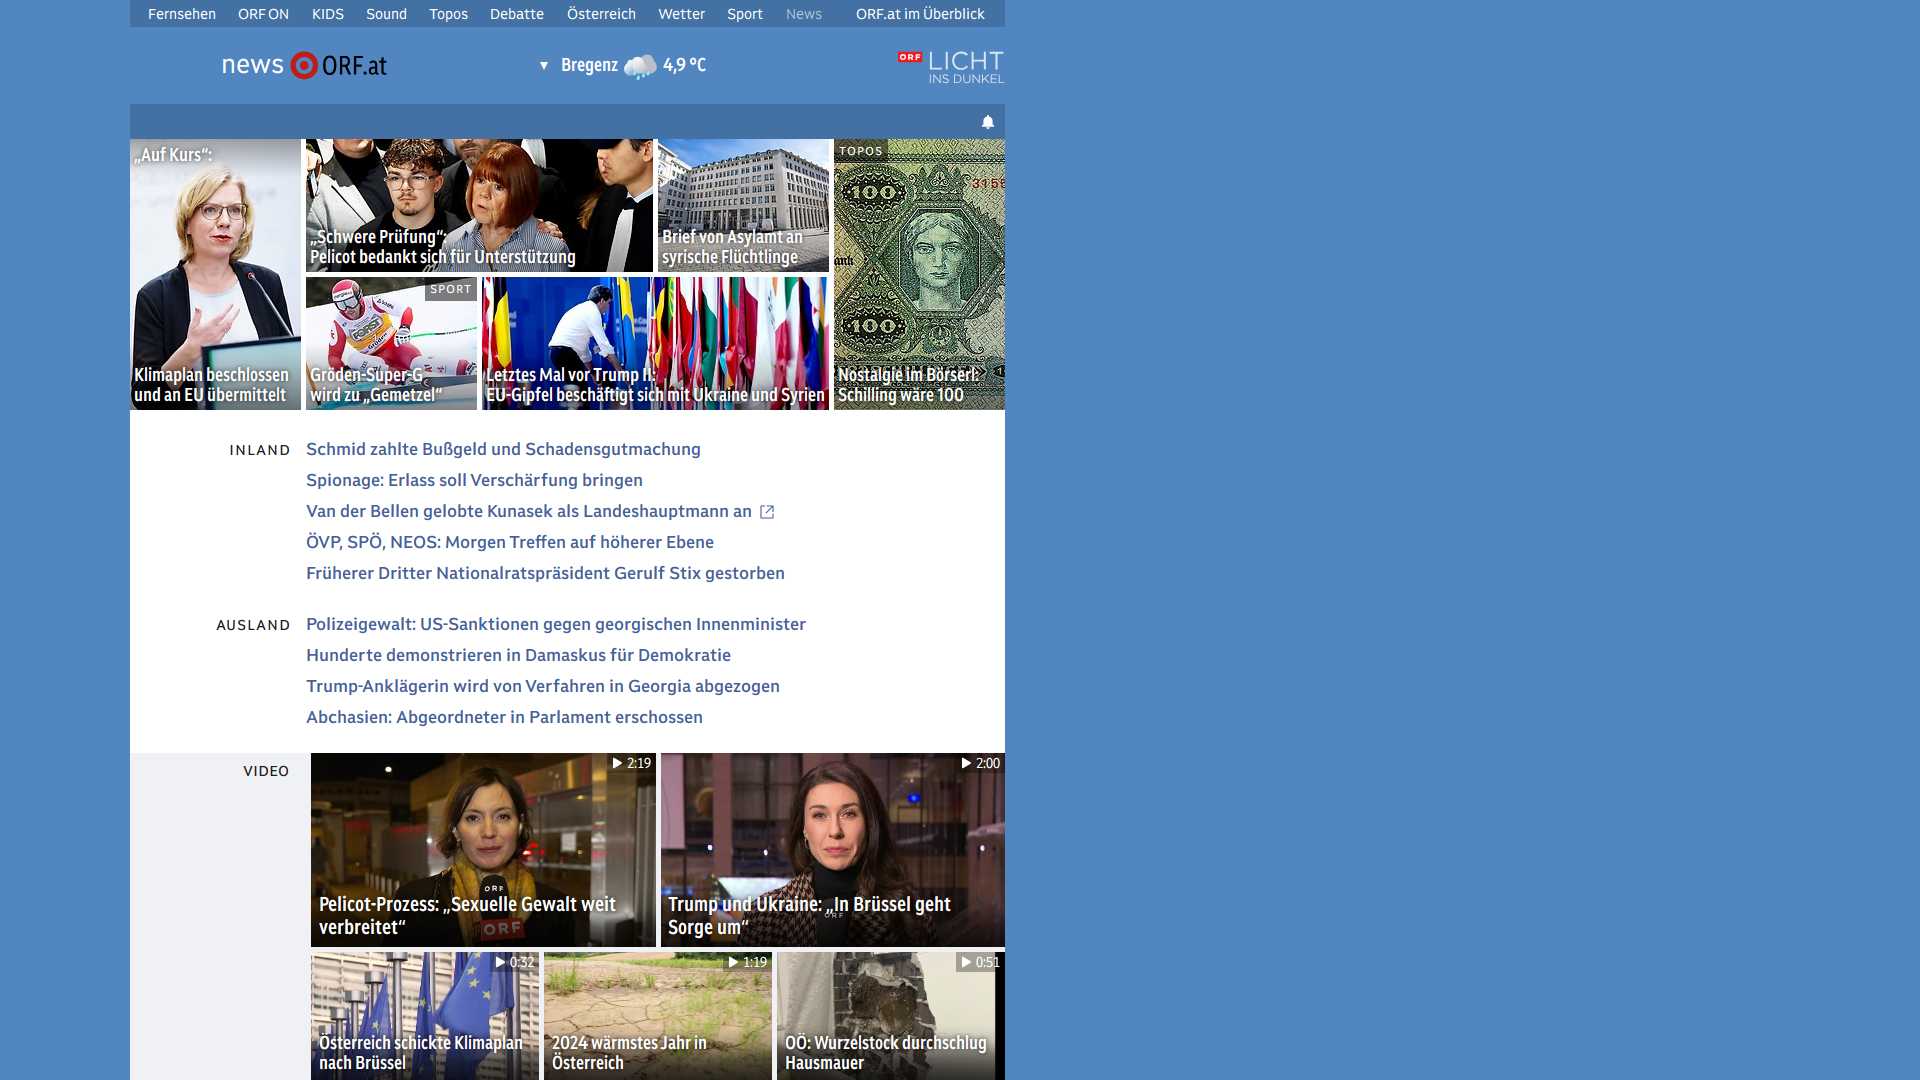 Fernsehen ORF ON KIDS Sound Topos Debatte Österreich Wetter Sport News ORF.at im Überblick
news ORF.at
Bregenz 4,9 °C
ORF LICHT
INS DUNKEL
„Auf Kurs“:
Klimaplan beschlossen
und an EU übermittelt
„Schwere Prüfung“:
Pelicot bedankt sich für Unterstützung
Brief von Asylamt an
syrische Flüchtlinge
TOPOS
100
100
Nostalgie im Börserl:
Schilling wäre 100
SPORT
Gröden-Super-G
wird zu „Gemetzel“
Letztes Mal vor Trump II:
EU-Gipfel beschäftigt sich mit Ukraine und Syrien
INLAND
Schmid zahlte Bußgeld und Schadensgutmachung
Spionage: Erlass soll Verschärfung bringen
Van der Bellen gelobte Kunasek als Landeshauptmann an
ÖVP, SPÖ, NEOS: Morgen Treffen auf höherer Ebene
Früherer Dritter Nationalratspräsident Gerulf Stix gestorben
AUSLAND
Polizeigewalt: US-Sanktionen gegen georgischen Innenminister
Hunderte demonstrieren in Damaskus für Demokratie
Trump-Anklägerin wird von Verfahren in Georgia abgezogen
Abchasien: Abgeordneter in Parlament erschossen
VIDEO
2:19
ORF
ORF
Pelicot-Prozess: „Sexuelle Gewalt weit
verbreitet“
2:00
ORF
Trump und Ukraine: „In Brüssel geht
Sorge um“
0:32
Österreich schickte Klimaplan
nach Brüssel
1:19
2024 wärmstes Jahr in
Österreich
0:51
OÖ: Wurzelstock durchschlug
Hausmauer